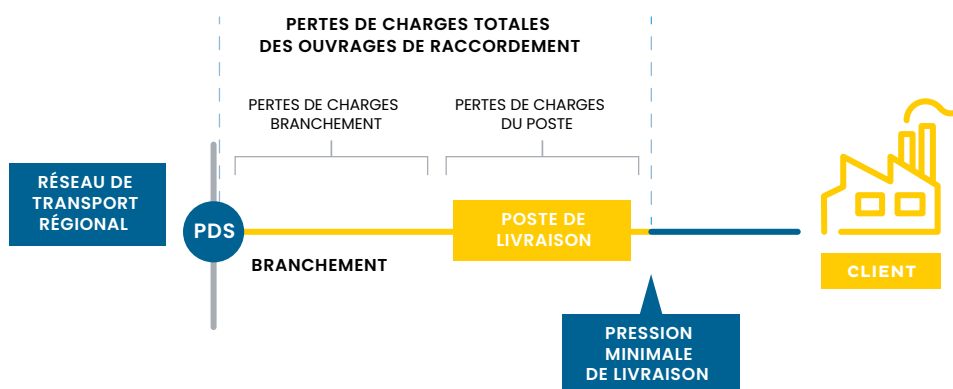 PERTES DE CHARGES TOTALES
DES OUVRAGES DE RACCORDEMENT
PERTES DE CHARGES
BRANCHEMENT
PERTES DE CHARGES
DU POSTE
RÉSEAU DE
TRANSPORT
RÉGIONAL
PDS
POSTE DE
LIVRAISON
BRANCHEMENT
CLIENT
PRESSION
MINIMALE
DE LIVRAISON